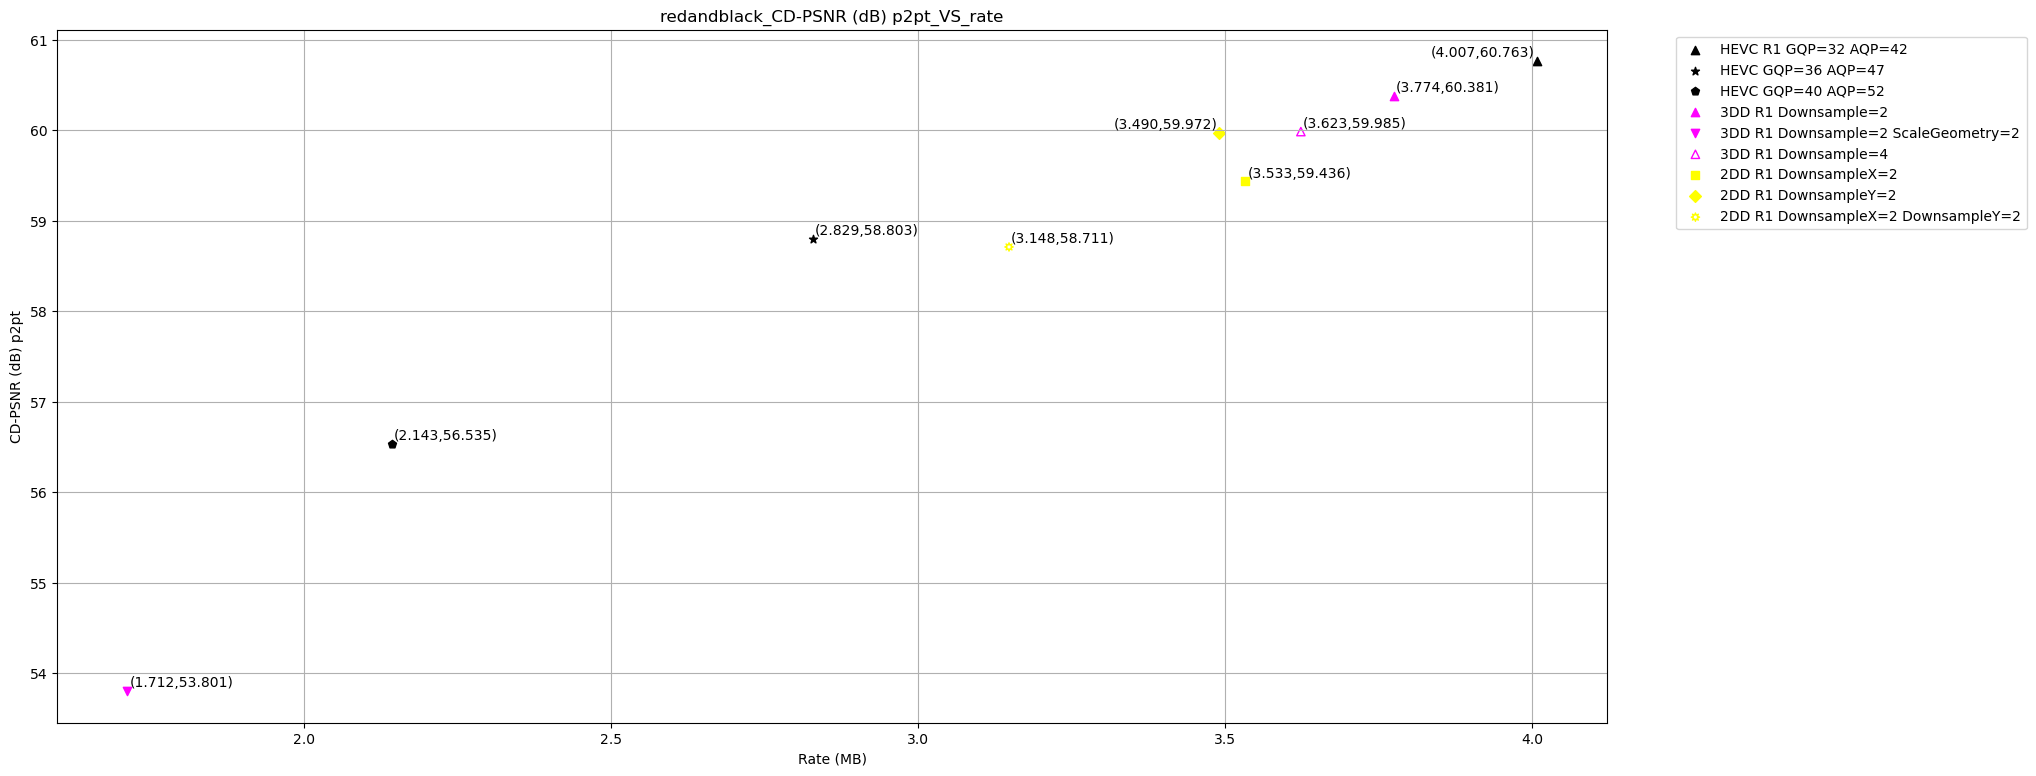 redandblack_CD-PSNR (dB) p2pt_VS_rate
61
60
59
58
57
56
55
54
CD-PSNR (dB) p2pt
(4.007,60.763)
(3.774,60.381)
(3.490,59.972)
(3.623,59.985)
(3.533,59.436)
(2.829,58.803)
(3.148,58.711)
(2.143,56.535)
(1.712,53.801)
2.0
2.5
3.0
3.5
4.0
Rate (MB)
HEVC R1 GQP=32 AQP=42
HEVC GQP=36 AQP=47
HEVC GQP=40 AQP=52
3DD R1 Downsample=2
3DD R1 Downsample=2 ScaleGeometry=2
3DD R1 Downsample=4
2DD R1 DownsampleX=2
2DD R1 DownsampleY=2
2DD R1 DownsampleX=2 DownsampleY=2